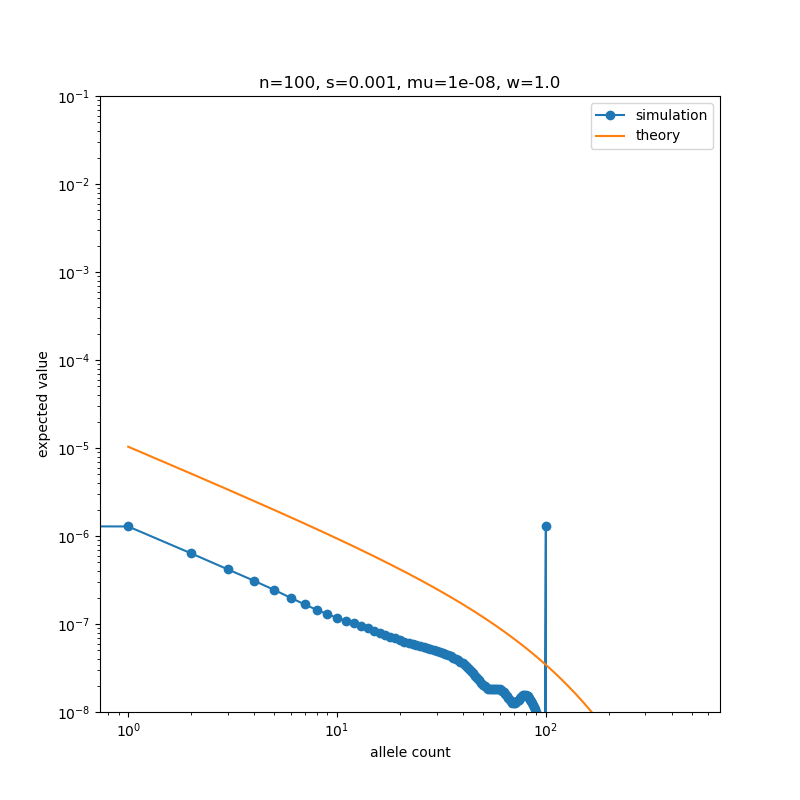 n=100, s=0.001, mu=1e-08, w=1.0
simulation
theory
10⁻¹
10⁻²
10⁻³
10⁻⁴
10⁻⁵
10⁻⁶
10⁻⁷
10⁻⁸
expected value
10⁰ 10¹ 10²
allele count